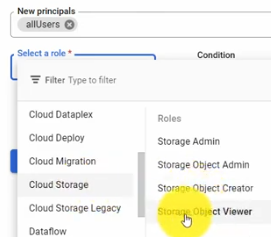 New principals
allUsers
Select a role *
Condition
Filter Type to filter
Cloud Dataplex
Cloud Deploy
Cloud Migration
Cloud Storage
Cloud Storage Legacy
Dataflow
Roles
Storage Admin
Storage Object Admin
Storage Object Creator
Storage Object Viewer